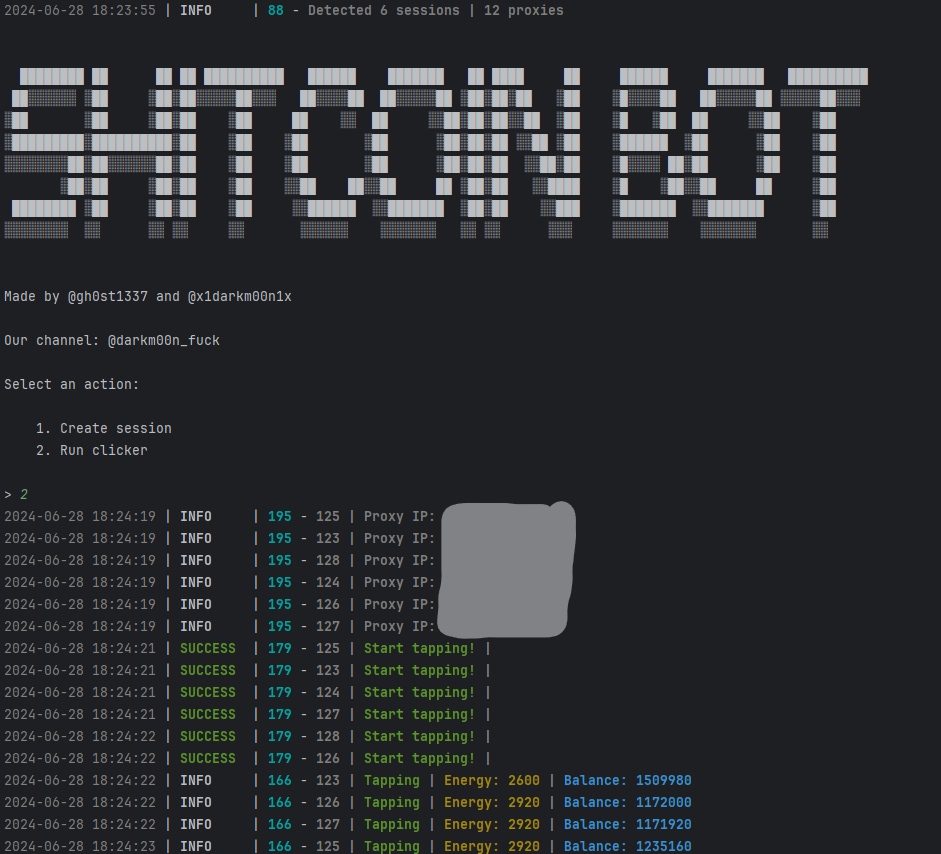 2024-06-28 18:23:55 | INFO | 88 - Detected 6 sessions | 12 proxies
SHITCOIN BOT
Made by @gh0st1337 and @x1darkm00n1x
Our channel: @darkm00n_fuck
Select an action:
1. Create session
2. Run clicker
> 2
2024-06-28 18:24:19 | INFO | 195 - 125 | Proxy IP:
2024-06-28 18:24:19 | INFO | 195 - 123 | Proxy IP:
2024-06-28 18:24:19 | INFO | 195 - 128 | Proxy IP:
2024-06-28 18:24:19 | INFO | 195 - 124 | Proxy IP:
2024-06-28 18:24:19 | INFO | 195 - 126 | Proxy IP:
2024-06-28 18:24:19 | INFO | 195 - 127 | Proxy IP:
2024-06-28 18:24:21 | SUCCESS | 179 - 125 | Start tapping! |
2024-06-28 18:24:21 | SUCCESS | 179 - 123 | Start tapping! |
2024-06-28 18:24:21 | SUCCESS | 179 - 124 | Start tapping! |
2024-06-28 18:24:21 | SUCCESS | 179 - 127 | Start tapping! |
2024-06-28 18:24:22 | SUCCESS | 179 - 128 | Start tapping! |
2024-06-28 18:24:22 | SUCCESS | 179 - 126 | Start tapping! |
2024-06-28 18:24:22 | INFO | 166 - 123 | Tapping | Energy: 2600 | Balance: 1509980
2024-06-28 18:24:22 | INFO | 166 - 126 | Tapping | Energy: 2920 | Balance: 1172000
2024-06-28 18:24:22 | INFO | 166 - 127 | Tapping | Energy: 2920 | Balance: 1171920
2024-06-28 18:24:23 | INFO | 166 - 125 | Tapping | Energy: 2920 | Balance: 1235160